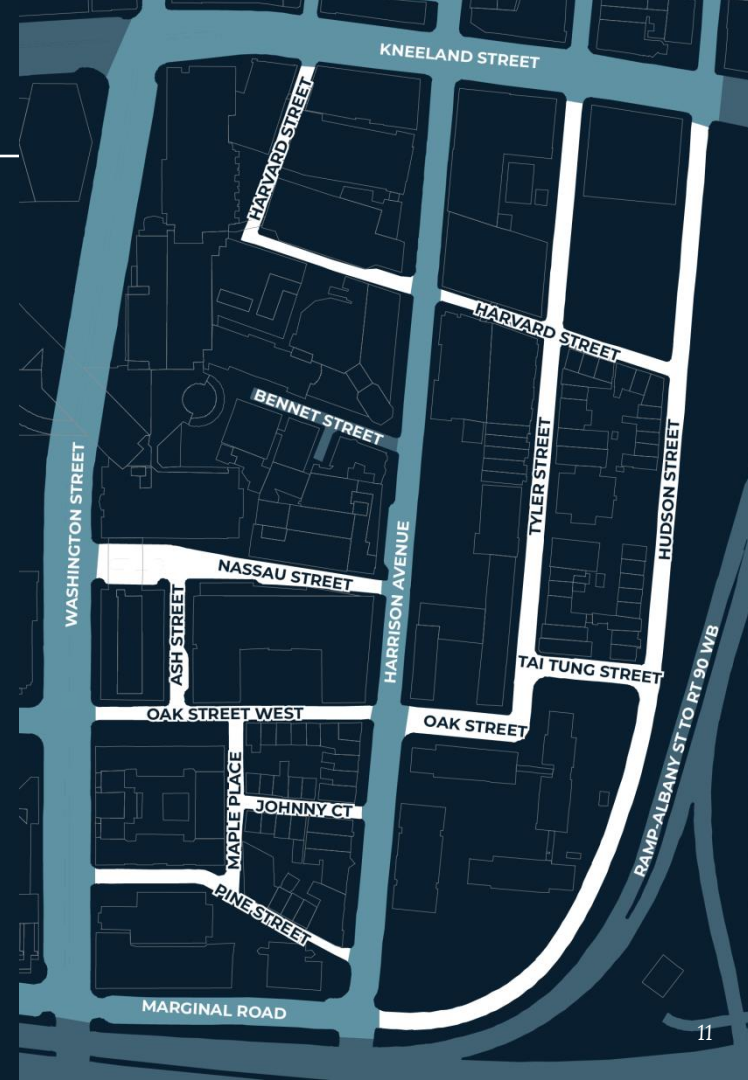 KNEELAND STREET
HARVARD STREET
HARVARD STREET
BENNET STREET
WASHINGTON STREET
TYLER STREET
HUDSON STREET
HARRISON AVENUE
NASSAU STREET
ASH STREET
TAI TUNG STREET
RAMP-ALBANY ST TO RT 90 WB
OAK STREET WEST
OAK STREET
MAPLE PLACE
JOHNNY CT
PINE STREET
MARGINAL ROAD
11